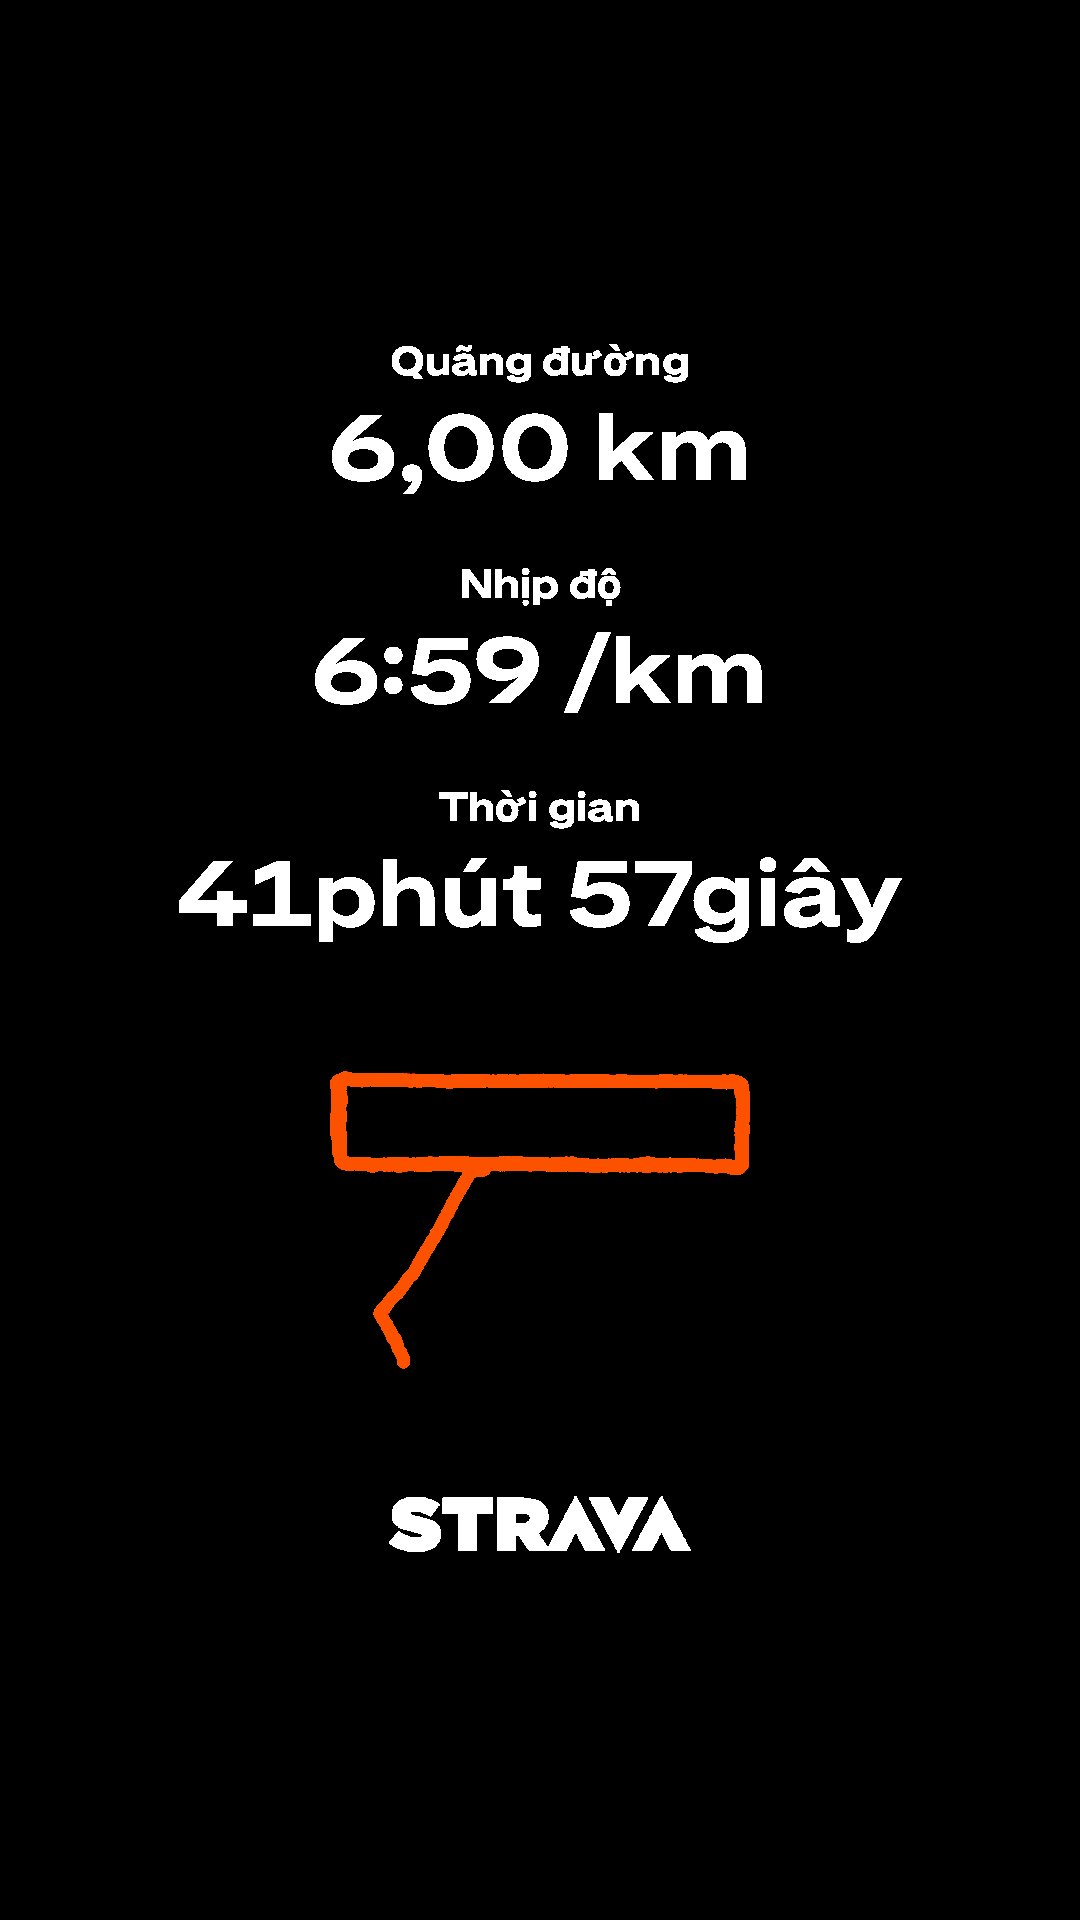 Quãng đường
6,00 km
Nhịp độ
6:59 /km
Thời gian
41phút 57giây
STRAVA